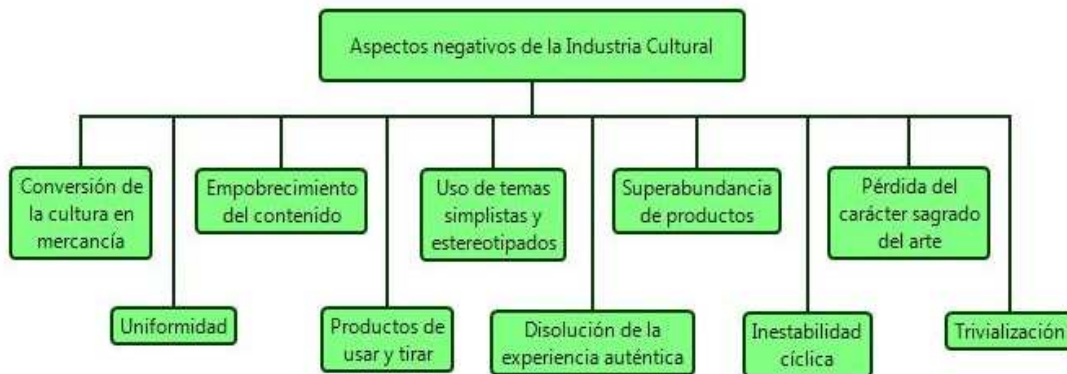 Aspectos negativos de la Industria Cultural
Conversión de
la cultura en
mercancía
Empobrecimiento
del contenido
Uso de temas
simplistas y
estereotipados
Superabundancia
de productos
Pérdida del
carácter sagrado
del arte
Uniformidad
Productos de
usar y tirar
Disolución de la
experiencia auténtica
Inestabilidad
cíclica
Trivialización